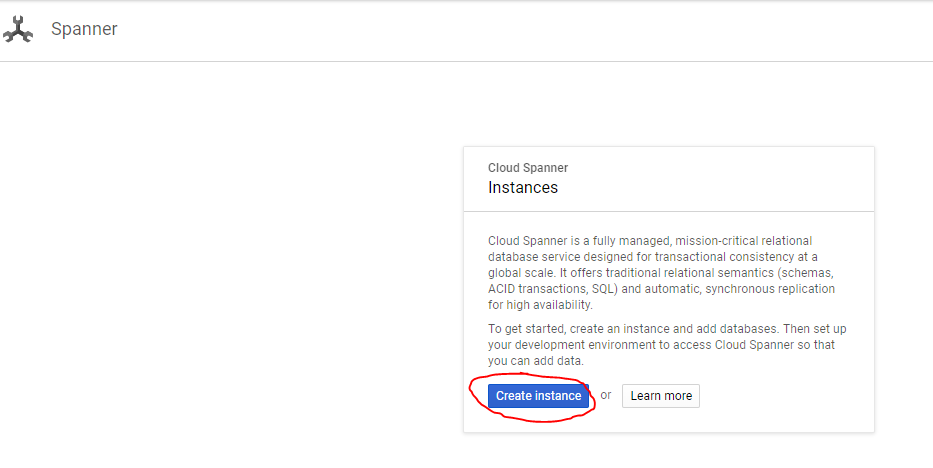 Spanner
Cloud Spanner
Instances
Cloud Spanner is a fully managed, mission-critical relational
database service designed for transactional consistency at a
global scale. It offers traditional relational semantics (schemas,
ACID transactions, SQL) and automatic, synchronous replication
for high availability.
To get started, create an instance and add databases. Then set up
your development environment to access Cloud Spanner so that
you can add data.
Create instance or Learn more